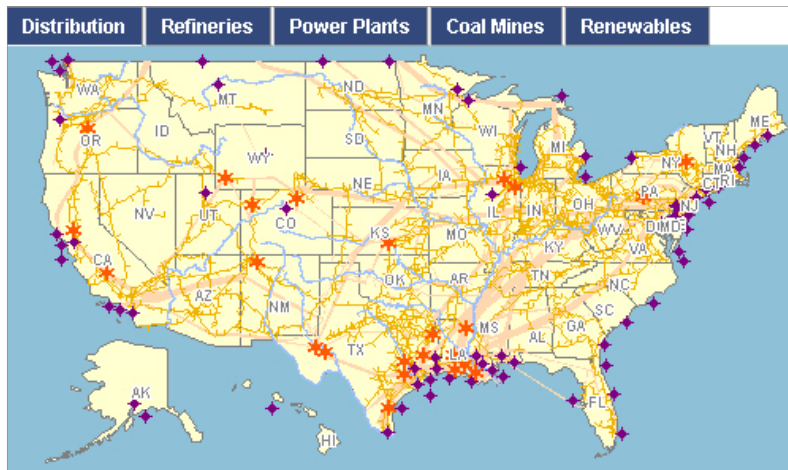 Distribution Refineries Power Plants Coal Mines Renewables
WA MT ND MN ME
OR ID SD WI MI VT NH
WY NY MA
CT RI
NV UT NE IA IL IN OH PA NJ
CA CO KS MO KY WV VA MD
AZ NM OK AR TN NC
TX LA MS AL GA SC
AK HI FL